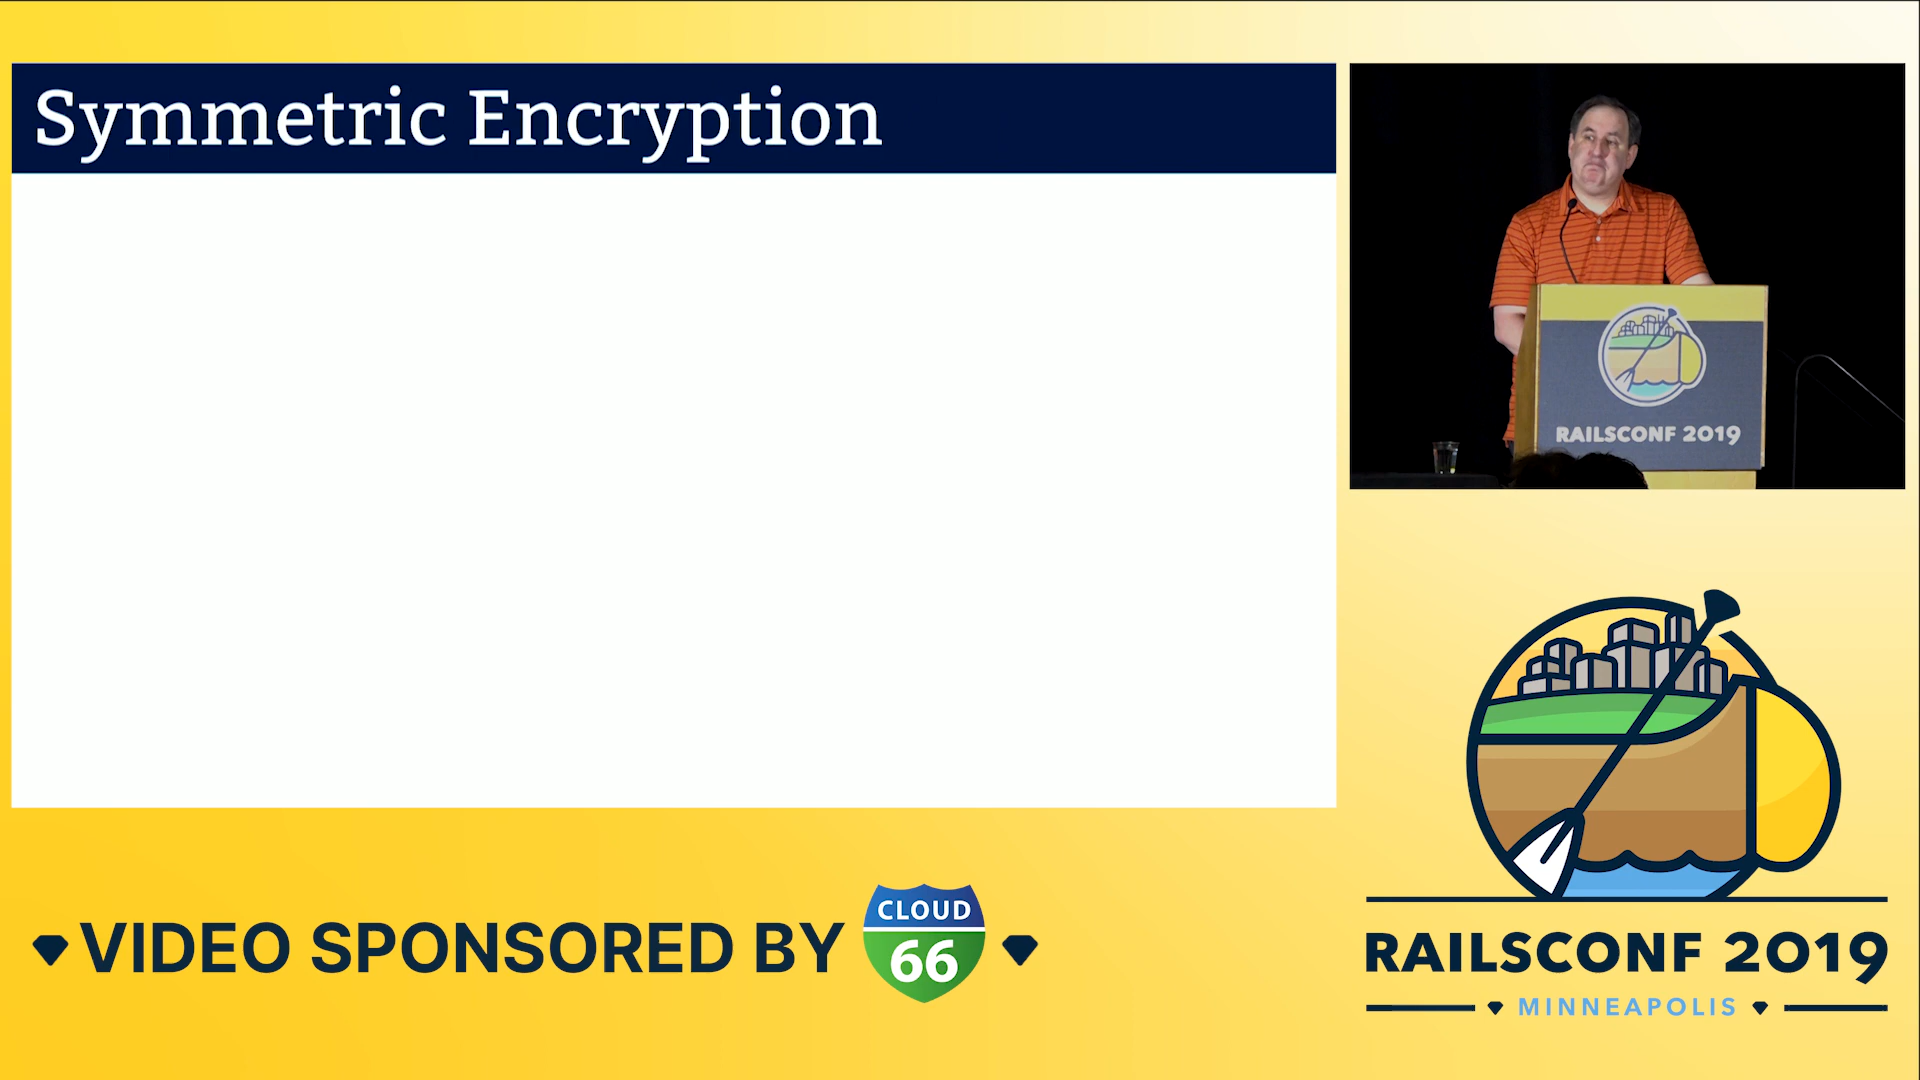 Symmetric Encryption
RAILSCONF 2019
VIDEO SPONSORED BY
CLOUD
66
RAILSCONF 2019
MINNEAPOLIS